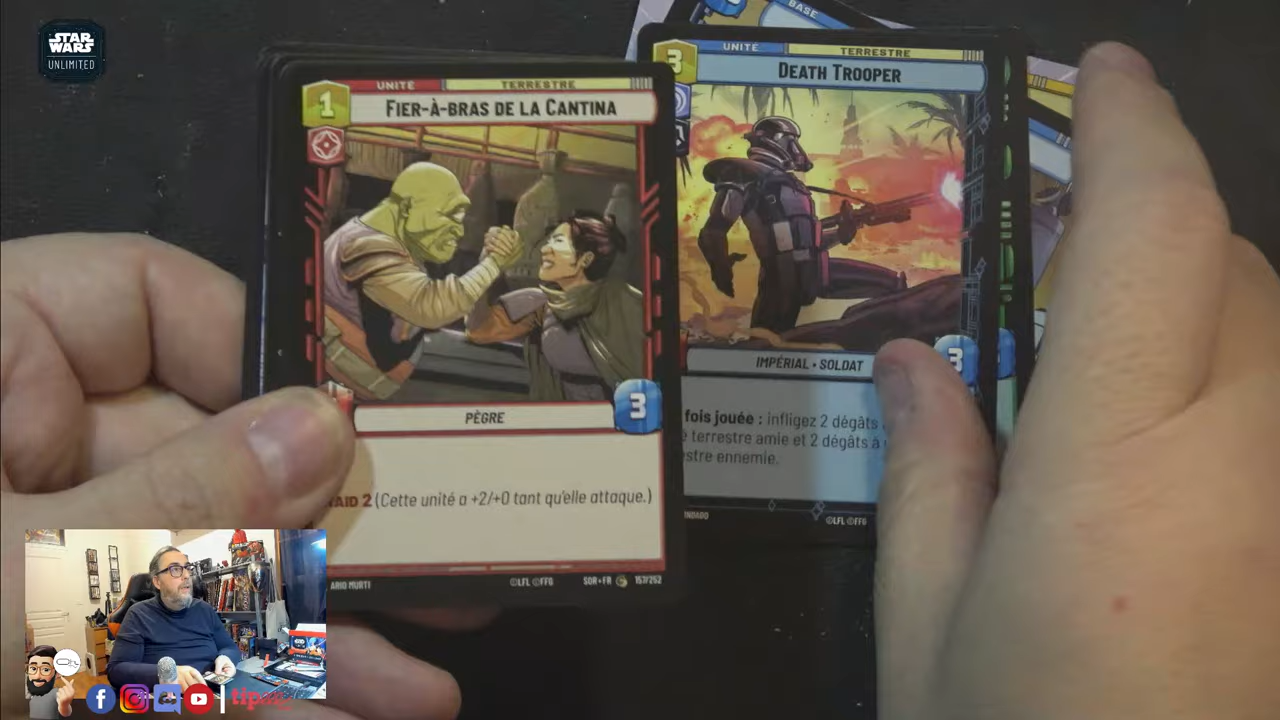 STAR
WARS
UNLIMITED
BASE
1
UNITÉ
TERRESTRE
FIER-À-BRAS DE LA CANTINA
3
PÈGRE
RAID 2 (Cette unité a +2/+0 tant qu'elle attaque.)
ARIO MURTI
©LFL ©FFG
SOR • FR
157/252
3
UNITÉ
TERRESTRE
DEATH TROOPER
3
IMPÉRIAL • SOLDAT
fois jouée : infligez 2 dégâts
terrestre amie et 2 dégâts à
stre ennemie.
INDAGO
©LFL ©FFG